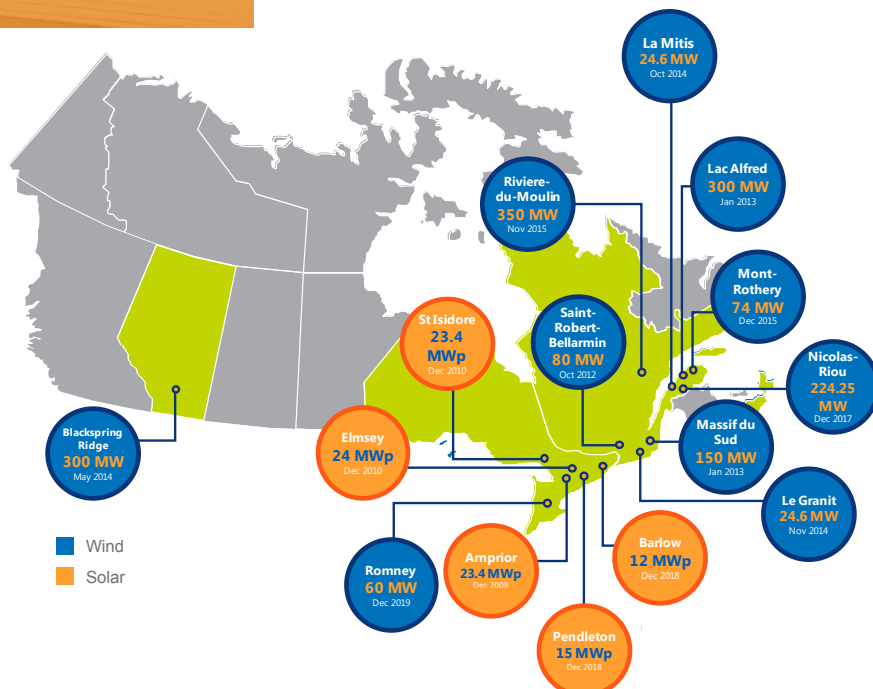 La Mitis
24.6 MW
Oct 2014
Lac Alfred
300 MW
Jan 2013
Riviere-
du-Moulin
350 MW
Nov 2015
Mont-
Rothery
74 MW
Dec 2015
St Isidore
23.4
MWp
Dec 2010
Saint-
Robert-
Bellarmin
80 MW
Oct 2012
Nicolas-
Riou
224.25
MW
Dec 2017
Blackspring
Ridge
300 MW
May 2014
Elmsey
24 MWp
Dec 2010
Massif du
Sud
150 MW
Jan 2013
Le Granit
24.6 MW
Nov 2014
Wind
Solar
Romney
60 MW
Dec 2019
Arnprior
23.4 MWp
Dec 2009
Barlow
12 MWp
Dec 2018
Pendleton
15 MWp
Dec 2018